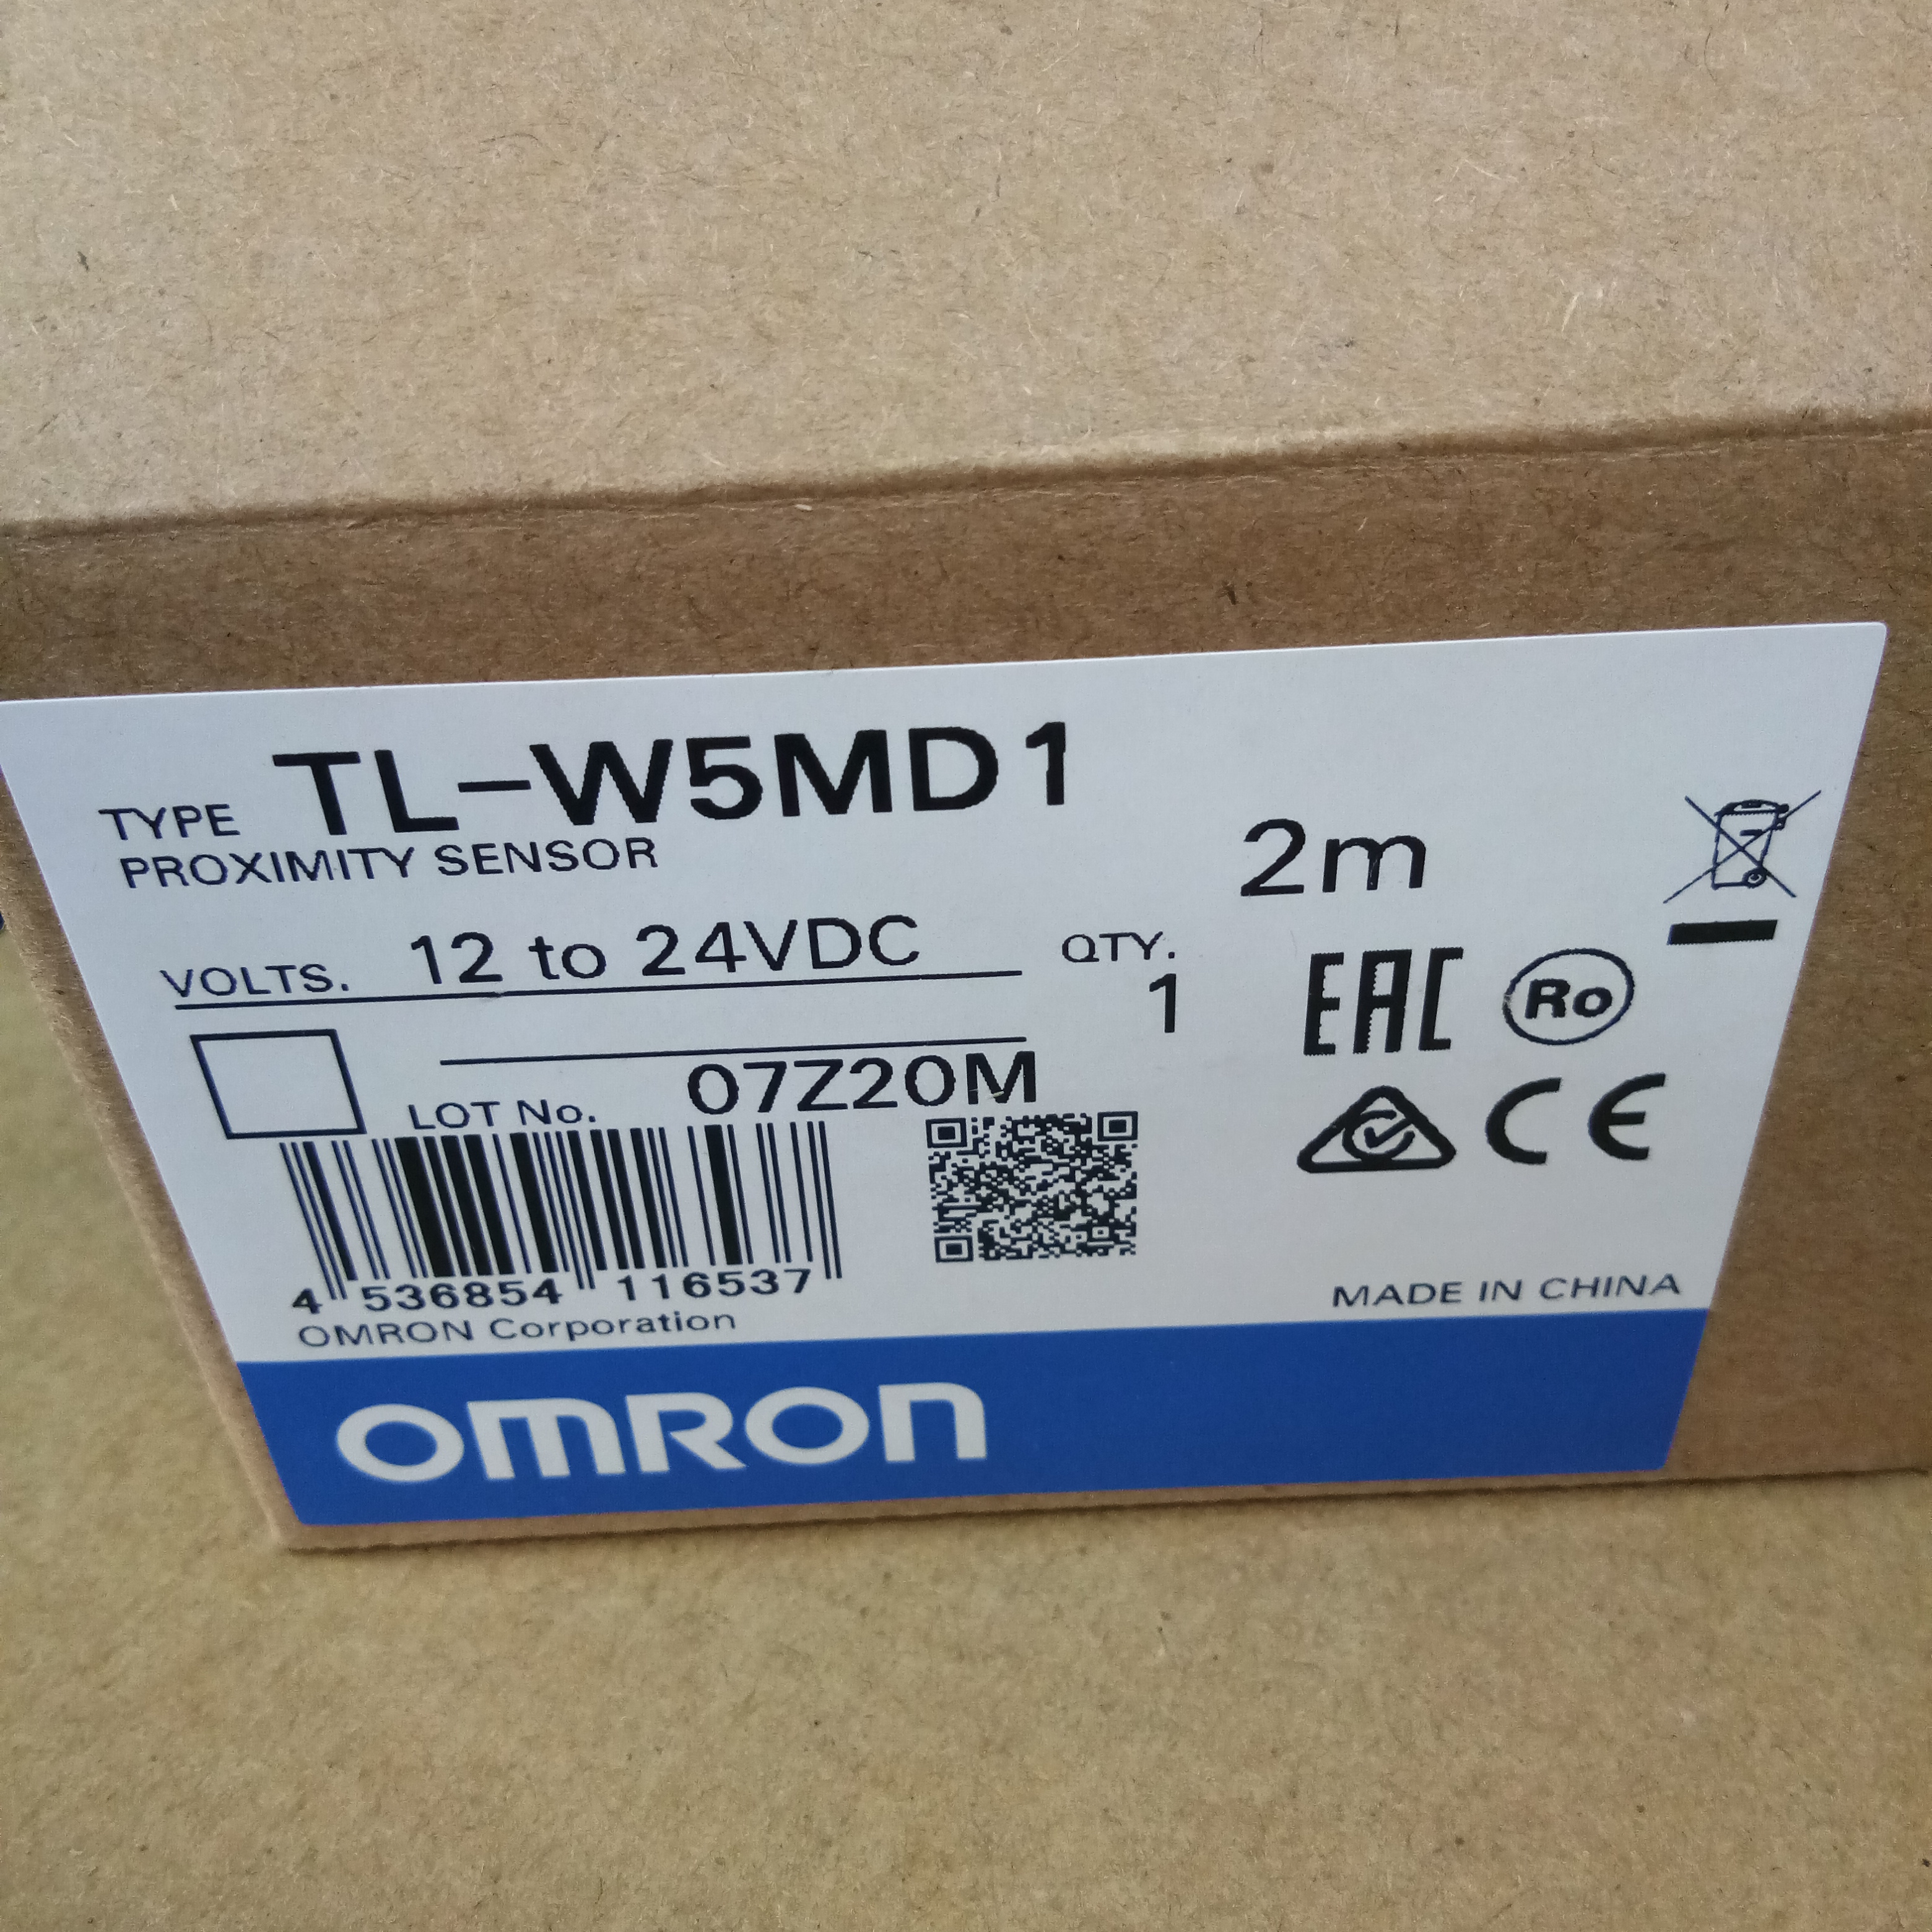 TYPE TL-W5MD1
PROXIMITY SENSOR
2m
VOLTS. 12 to 24VDC
QTY.
1
EAC Ro
LOT No. 07Z20M
CE
4 536854 116537
OMRON Corporation
MADE IN CHINA
OMRON